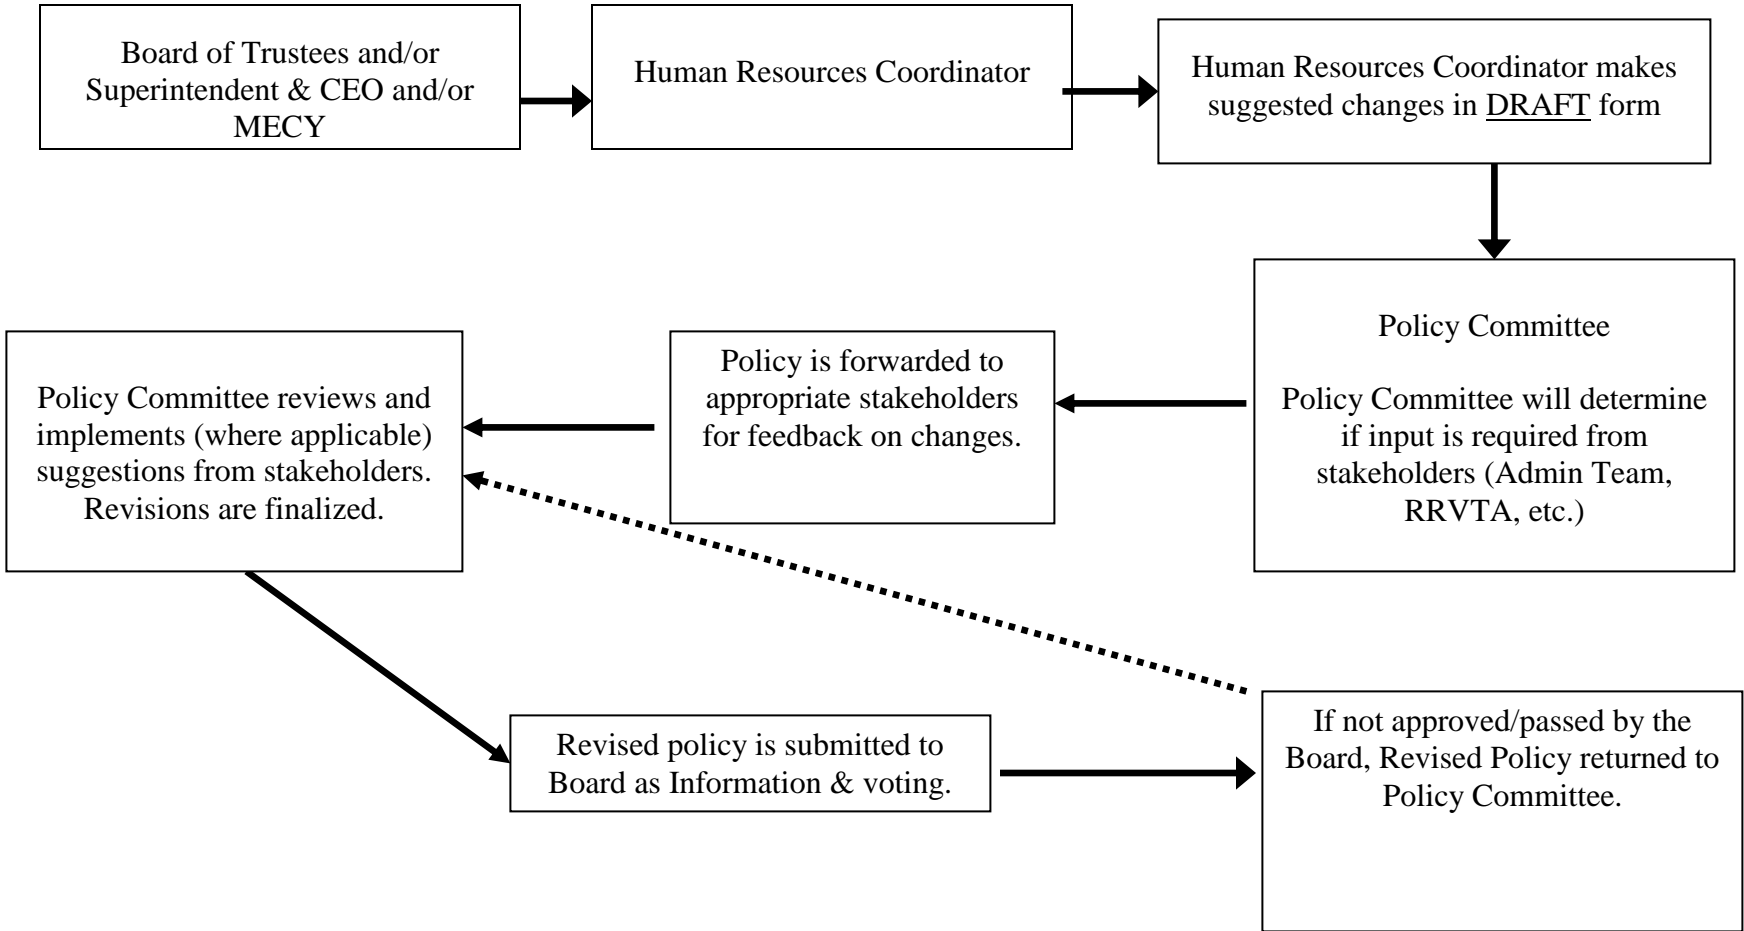 Board of Trustees and/or
Superintendent & CEO and/or
MECY
Human Resources Coordinator
Human Resources Coordinator makes
suggested changes in DRAFT form
Policy Committee
Policy Committee will determine
if input is required from
stakeholders (Admin Team,
RRVTA, etc.)
Policy is forwarded to
appropriate stakeholders
for feedback on changes.
Policy Committee reviews and
implements (where applicable)
suggestions from stakeholders.
Revisions are finalized.
Revised policy is submitted to
Board as Information & voting.
If not approved/passed by the
Board, Revised Policy returned to
Policy Committee.